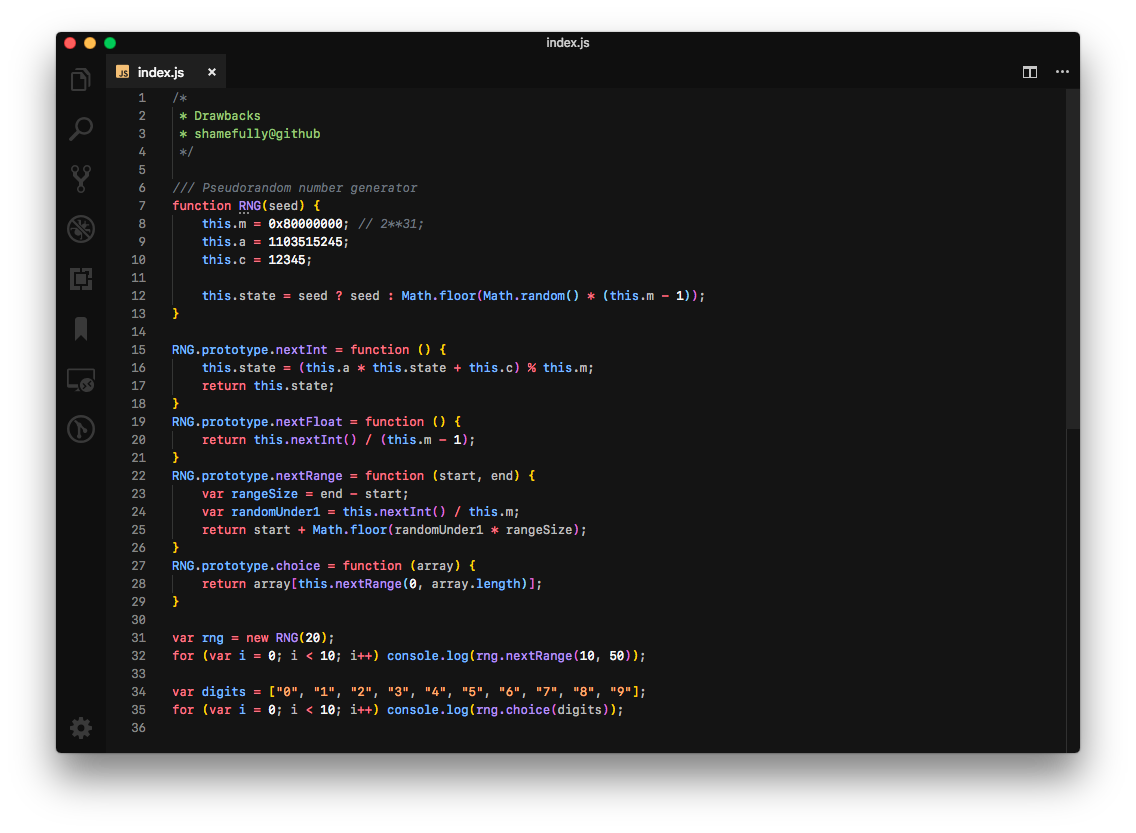 index.js
JS index.js ×
1 /*
2  * Drawbacks
3  * shamefully@github
4  */
5
6 /// Pseudorandom number generator
7 function RNG(seed) {
8     this.m = 0x80000000; // 2**31;
9     this.a = 1103515245;
10     this.c = 12345;
11
12     this.state = seed ? seed : Math.floor(Math.random() * (this.m - 1));
13 }
14
15 RNG.prototype.nextInt = function () {
16     this.state = (this.a * this.state + this.c) % this.m;
17     return this.state;
18 }
19 RNG.prototype.nextFloat = function () {
20     return this.nextInt() / (this.m - 1);
21 }
22 RNG.prototype.nextRange = function (start, end) {
23     var rangeSize = end - start;
24     var randomUnder1 = this.nextInt() / this.m;
25     return start + Math.floor(randomUnder1 * rangeSize);
26 }
27 RNG.prototype.choice = function (array) {
28     return array[this.nextRange(0, array.length)];
29 }
30
31 var rng = new RNG(20);
32 for (var i = 0; i < 10; i++) console.log(rng.nextRange(10, 50));
33
34 var digits = ["0", "1", "2", "3", "4", "5", "6", "7", "8", "9"];
35 for (var i = 0; i < 10; i++) console.log(rng.choice(digits));
36